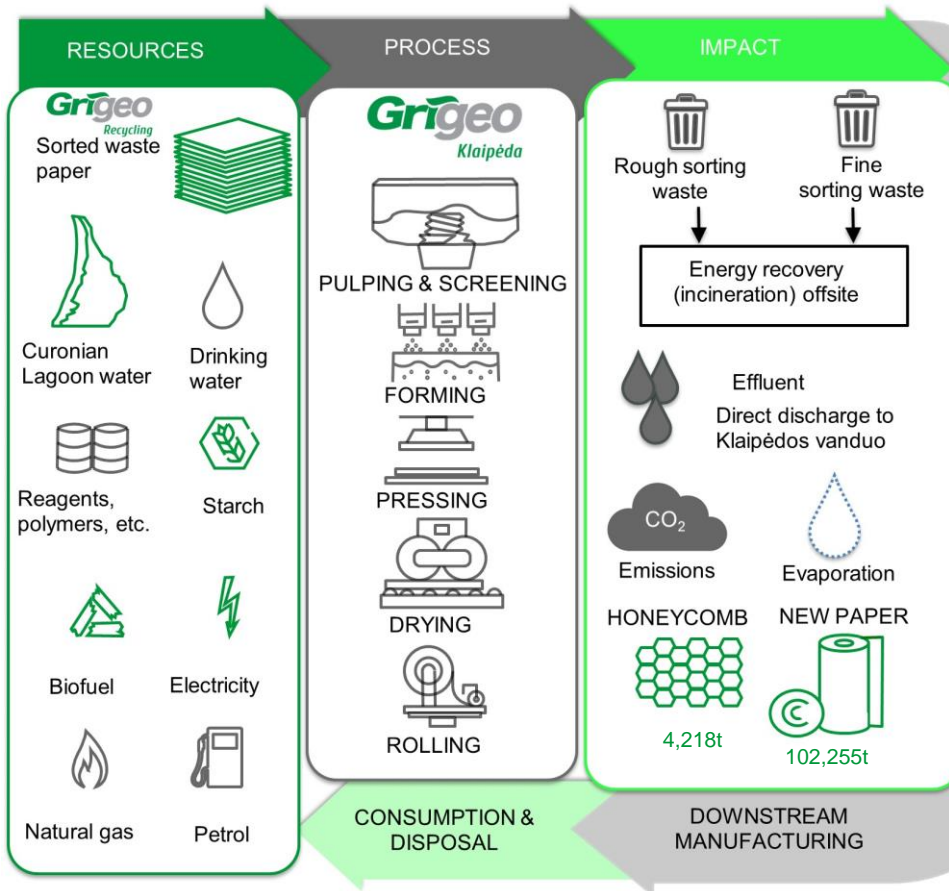 RESOURCES
PROCESS
IMPACT
Grigeo
Recycling
Sorted waste
paper
Curonian
Lagoon water
Drinking
water
Reagents,
polymers, etc.
Starch
Biofuel
Electricity
Natural gas
Petrol
Grigeo
Klaipėda
PULPING & SCREENING
FORMING
PRESSING
DRYING
ROLLING
Rough sorting
waste
Fine
sorting waste
Energy recovery
(incineration) offsite
Effluent
Direct discharge to
Klaipėdos vanduo
CO2
Emissions
Evaporation
HONEYCOMB
NEW PAPER
4,218t
102,255t
CONSUMPTION &
DISPOSAL
DOWNSTREAM
MANUFACTURING